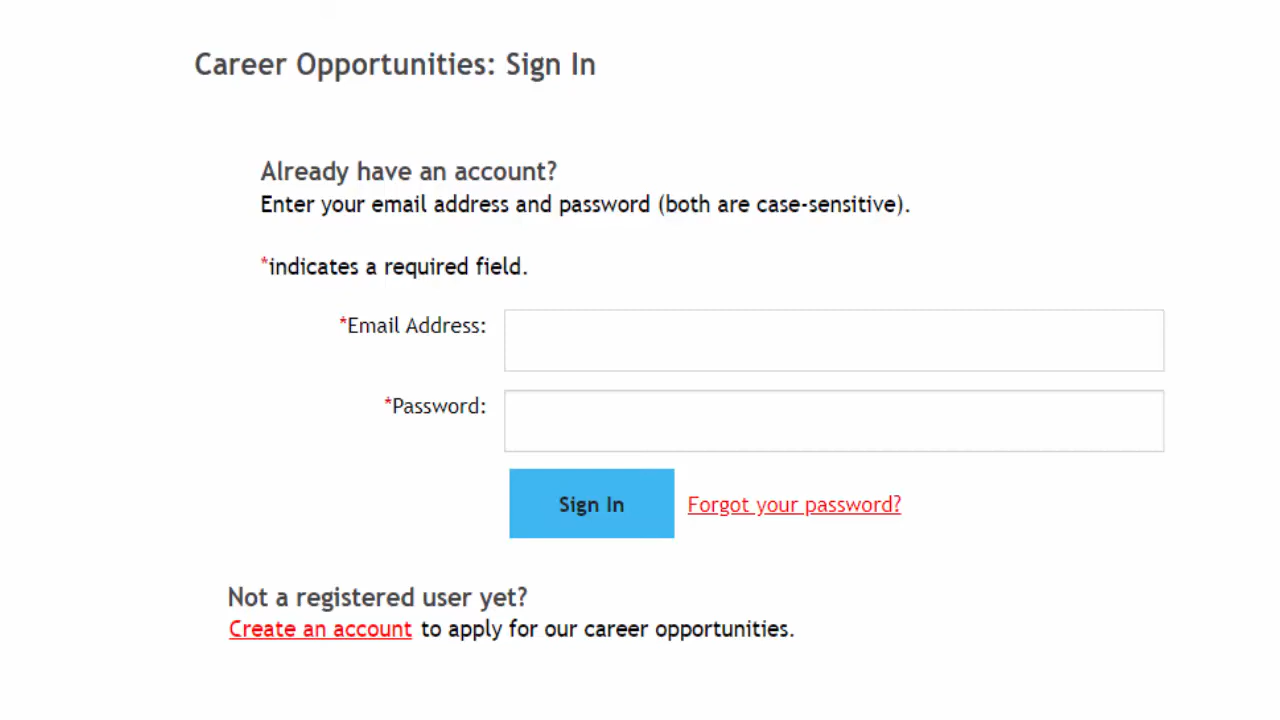 Career Opportunities: Sign In
Already have an account?
Enter your email address and password (both are case-sensitive).
*indicates a required field.
*Email Address:
*Password:
Sign In Forgot your password?
Not a registered user yet?
Create an account to apply for our career opportunities.